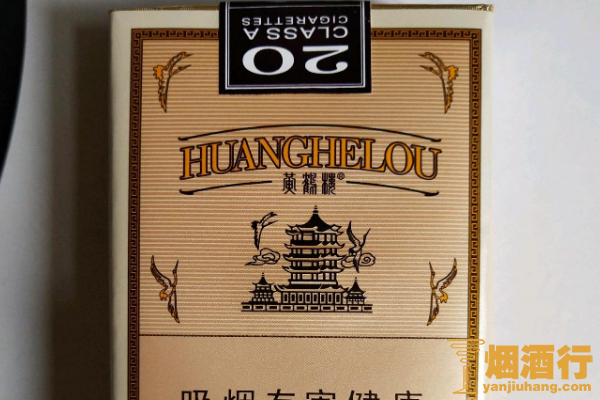 20
CLASS A
CIGARETTES
HUANGHELOU
黄鹤楼®
吸烟有害健康
烟酒行
yanjiuhang.com